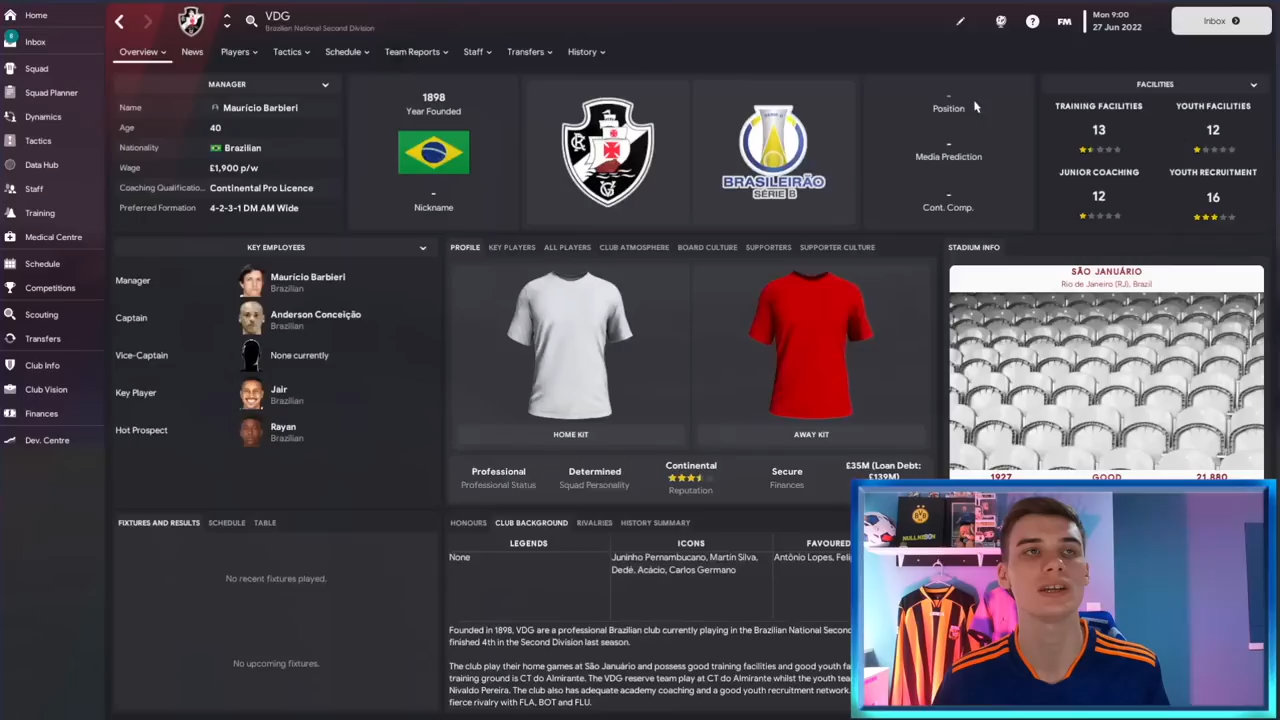 Home
Inbox
Squad
Squad Planner
Dynamics
Tactics
Data Hub
Staff
Training
Medical Centre
Schedule
Competitions
Scouting
Transfers
Club Info
Club Vision
Finances
Dev. Centre
VDG
Brazilian National Second Division
FM
Mon 9:00
27 Jun 2022
Inbox
Overview
News
Players
Tactics
Schedule
Team Reports
Staff
Transfers
History
MANAGER
Name Maurício Barbieri
Age 40
Nationality Brazilian
Wage £1,900 p/w
Coaching Qualificatio... Continental Pro Licence
Preferred Formation 4-2-3-1 DM AM Wide
1898
Year Founded
-
Nickname
BRASILEIRÃO
SÉRIE B
-
Position
-
Media Prediction
-
Cont. Comp.
FACILITIES
TRAINING FACILITIES YOUTH FACILITIES
13 12
JUNIOR COACHING YOUTH RECRUITMENT
12 16
KEY EMPLOYEES
Manager Maurício Barbieri
Brazilian
Captain Anderson Conceição
Brazilian
Vice-Captain None currently
Key Player Jair
Brazilian
Hot Prospect Rayan
Brazilian
PROFILE KEY PLAYERS ALL PLAYERS CLUB ATMOSPHERE BOARD CULTURE SUPPORTERS SUPPORTER CULTURE
HOME KIT AWAY KIT
Professional
Professional Status
Determined
Squad Personality
Continental
Reputation
Secure
Finances
£35M (Loan Debt:
£139M)
STADIUM INFO
SÃO JANUÁRIO
Rio de Janeiro (RJ), Brazil
1927 GOOD 21,880
FIXTURES AND RESULTS SCHEDULE TABLE
No recent fixtures played.
No upcoming fixtures.
HONOURS CLUB BACKGROUND RIVALRIES HISTORY SUMMARY
LEGENDS ICONS FAVOURED
None
Juninho Pernambucano, Martin Silva,
Dedé, Acácio, Carlos Germano
Antônio Lopes, Felip
Founded in 1898, VDG are a professional Brazilian club currently playing in the Brazilian National Second
finished 4th in the Second Division last season.
The club play their home games at São Januário and possess good training facilities and good youth fa
training ground is CT do Almirante. The VDG reserve team play at CT do Almirante whilst the youth tea
Nivaldo Pereira. The club also has adequate academy coaching and a good youth recruitment network.
fierce rivalry with FLA, BOT and FLU.